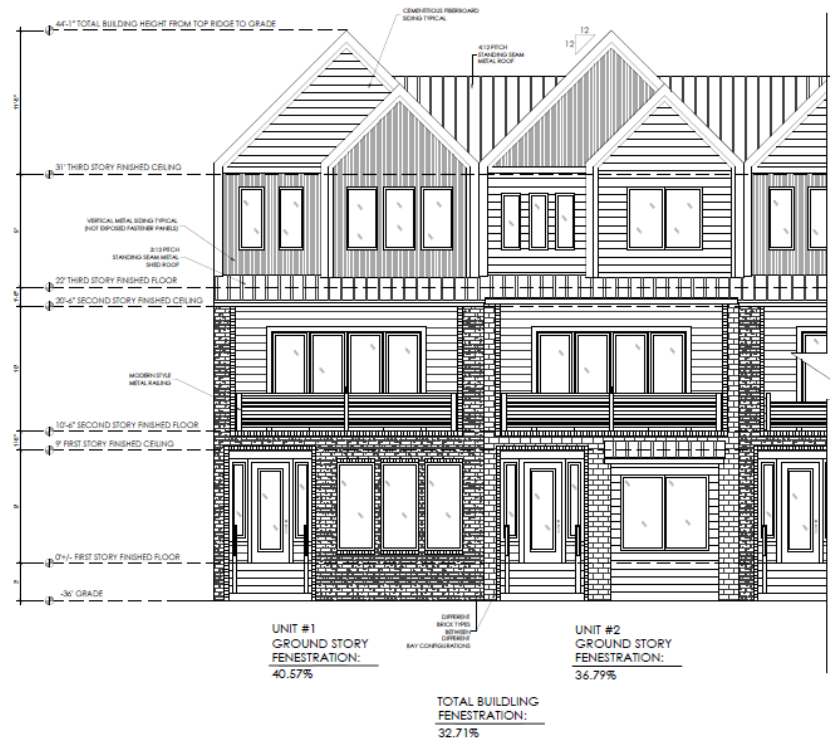 CEMENTITIOUS FIBERBOARD
SIDING TYPICAL
44'-1" TOTAL BUILDING HEIGHT FROM TOP RIDGE TO GRADE
12
12
4:12 PITCH
STANDING SEAM
METAL ROOF
31' THIRD STORY FINISHED CEILING
9'
VERTICAL METAL SIDING TYPICAL
(NOT EXPOSED FASTENER PANELS)
3:12 PITCH
STANDING SEAM METAL
SHED ROOF
22' THIRD STORY FINISHED FLOOR
20'-6" SECOND STORY FINISHED CEILING
10'
MODERN STYLE
METAL RAILING
10'-6" SECOND STORY FINISHED FLOOR
9' FIRST STORY FINISHED CEILING
9'
0'+/- FIRST STORY FINISHED FLOOR
3'
-36" GRADE
DIFFERENT
BRICK TYPES
BETWEEN
DIFFERENT
BAY CONFIGURATIONS
UNIT #1
GROUND STORY
FENESTRATION:
40.57%
UNIT #2
GROUND STORY
FENESTRATION:
36.79%
TOTAL BUILDLING
FENESTRATION:
32.71%